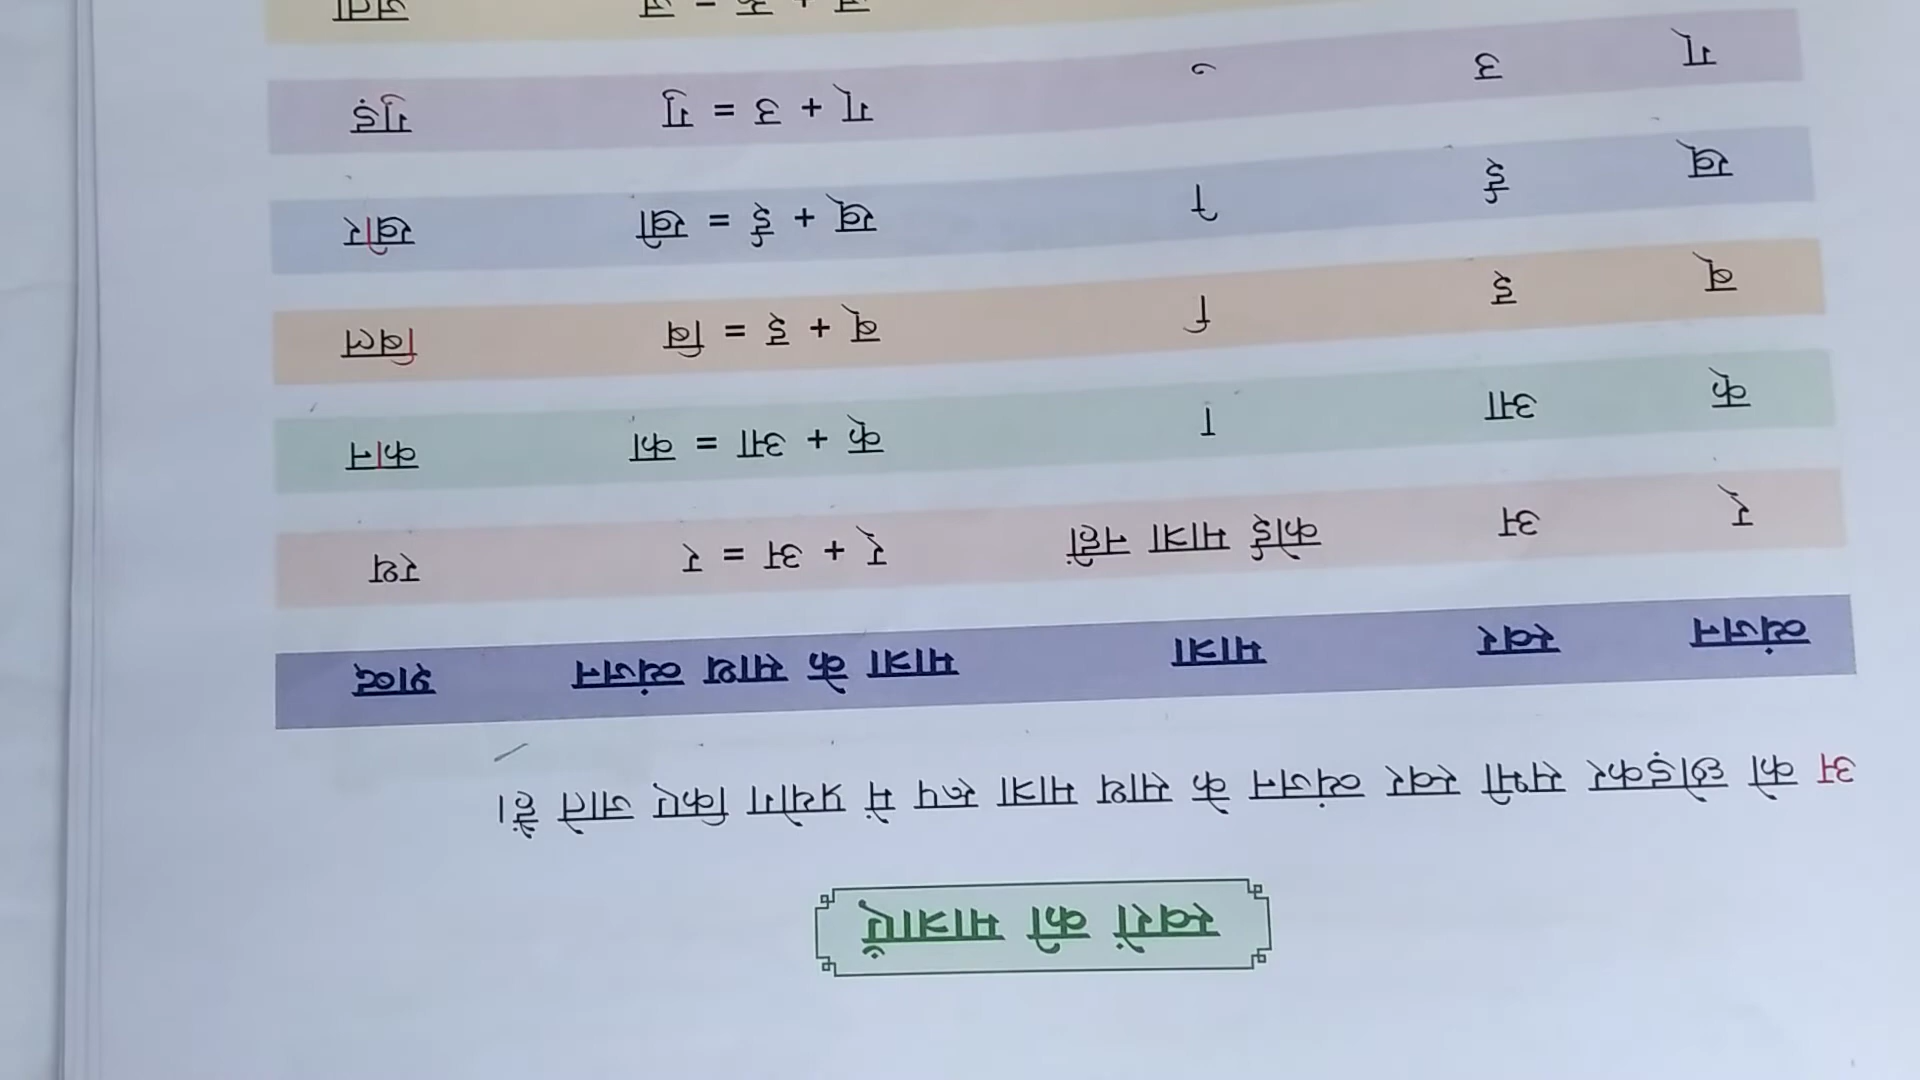 स्वरों की मात्राएँ
अ को छोड़कर सभी स्वर व्यंजन के साथ मात्रा रूप में प्रयोग किए जाते हैं।
व्यंजन स्वर मात्रा मात्रा के साथ व्यंजन शब्द
र् अ कोई मात्रा नहीं र् + अ = र रथ
क् आ ा क् + आ = का कान
ब् इ ि ब् + इ = बि बिल
ख् ई ी ख् + ई = खी खीर
ग् उ ु ग् + उ = गु गुड़